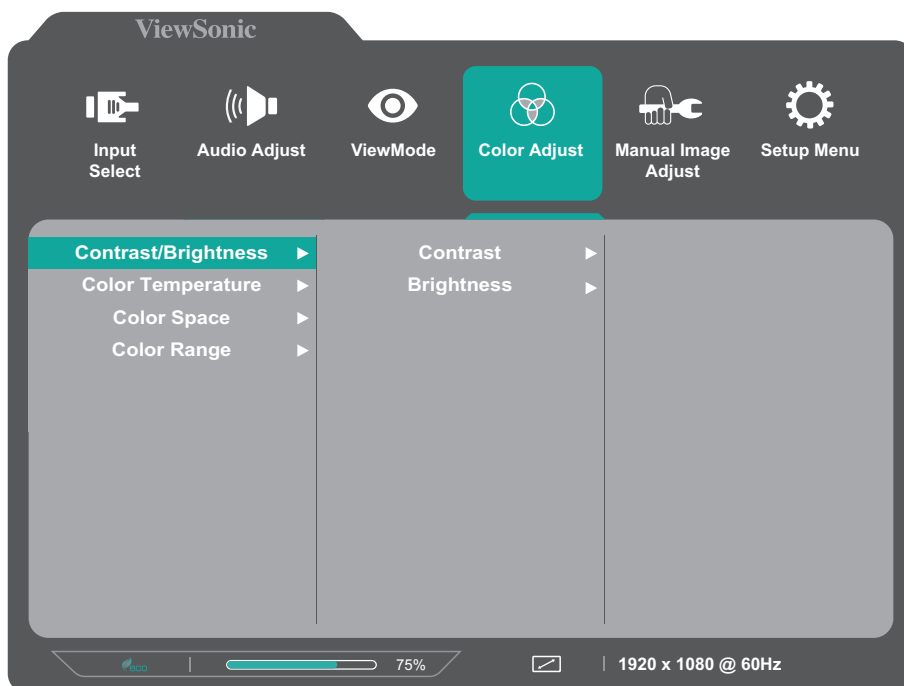 ViewSonic
Input Select
Audio Adjust
ViewMode
Color Adjust
Manual Image Adjust
Setup Menu
Contrast/Brightness
Contrast
Color Temperature
Brightness
Color Space
Color Range
eco
75%
1920 x 1080 @ 60Hz